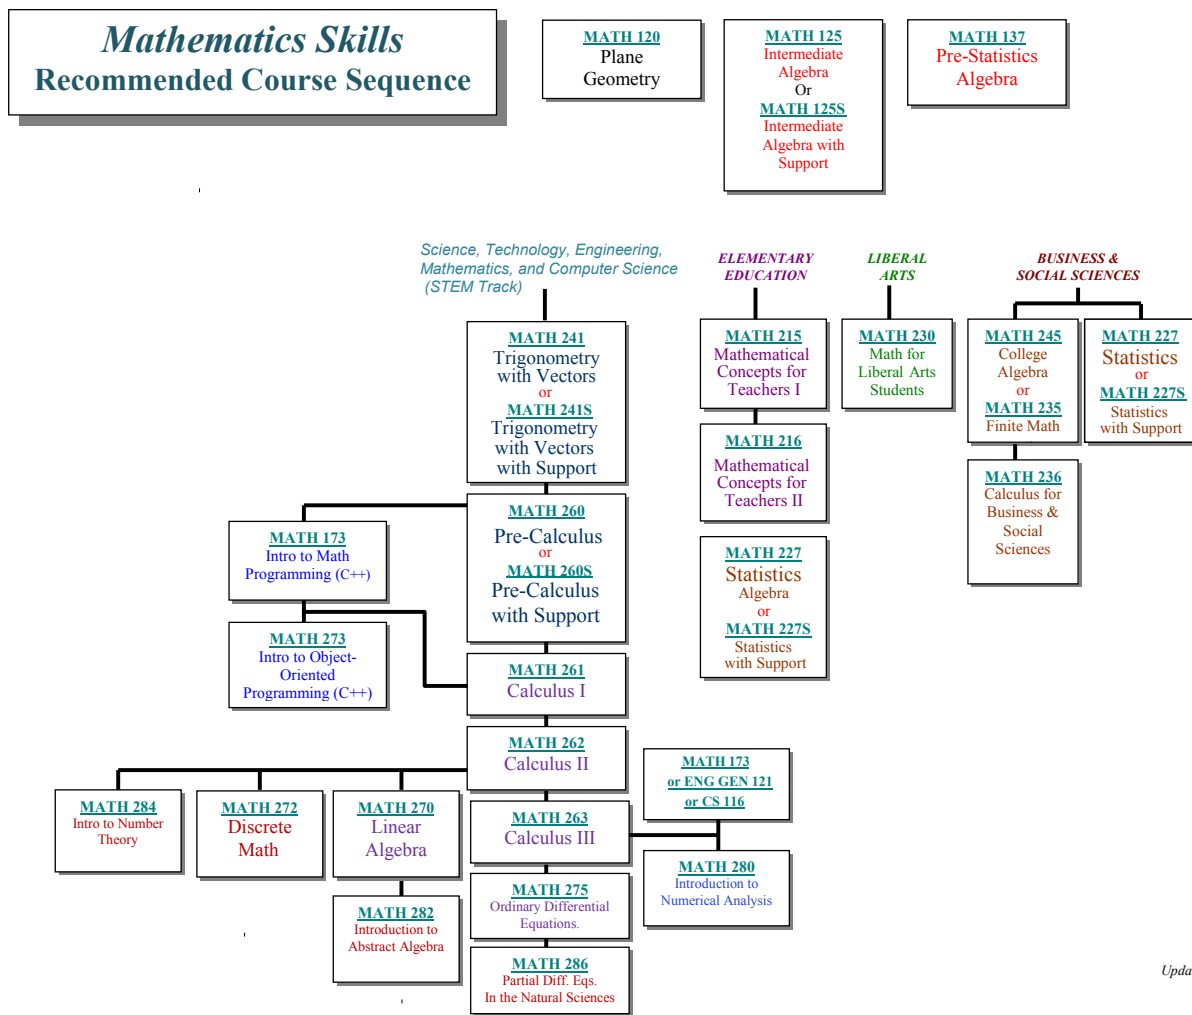 Mathematics Skills
Recommended Course Sequence
MATH 120
Plane
Geometry
MATH 125
Intermediate
Algebra
Or
MATH 125S
Intermediate
Algebra with
Support
MATH 137
Pre-Statistics
Algebra
Science, Technology, Engineering,
Mathematics, and Computer Science
(STEM Track)
ELEMENTARY
EDUCATION
LIBERAL
ARTS
BUSINESS &
SOCIAL SCIENCES
MATH 241
Trigonometry
with Vectors
or
MATH 241S
Trigonometry
with Vectors
with Support
MATH 215
Mathematical
Concepts for
Teachers I
MATH 230
Math for
Liberal Arts
Students
MATH 245
College
Algebra
or
MATH 235
Finite Math
MATH 227
Statistics
or
MATH 227S
Statistics
with Support
MATH 216
Mathematical
Concepts for
Teachers II
MATH 236
Calculus for
Business &
Social
Sciences
MATH 260
Pre-Calculus
or
MATH 260S
Pre-Calculus
with Support
MATH 173
Intro to Math
Programming (C++)
MATH 227
Statistics
Algebra
or
MATH 227S
Statistics
with Support
MATH 273
Intro to Object-
Oriented
Programming (C++)
MATH 261
Calculus I
MATH 262
Calculus II
MATH 173
or ENG GEN 121
or CS 116
MATH 284
Intro to Number
Theory
MATH 272
Discrete
Math
MATH 270
Linear
Algebra
MATH 263
Calculus III
MATH 280
Introduction to
Numerical Analysis
MATH 275
Ordinary Differential
Equations.
MATH 282
Introduction to
Abstract Algebra
MATH 286
Partial Diff. Eqs.
In the Natural Sciences
Upda